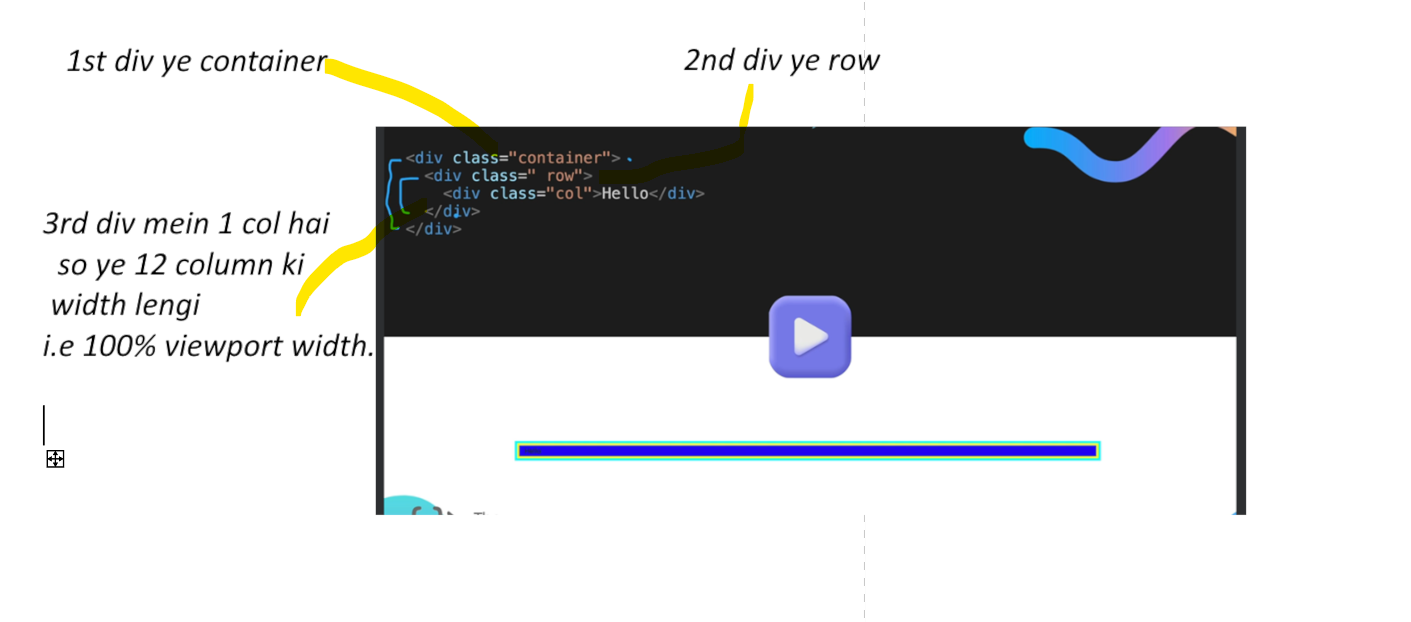 1st div ye container
2nd div ye row
<div class="container">
<div class=" row">
<div class="col">Hello</div>
</div>
</div>
3rd div mein 1 col hai
so ye 12 column ki
width lengi
i.e 100% viewport width.